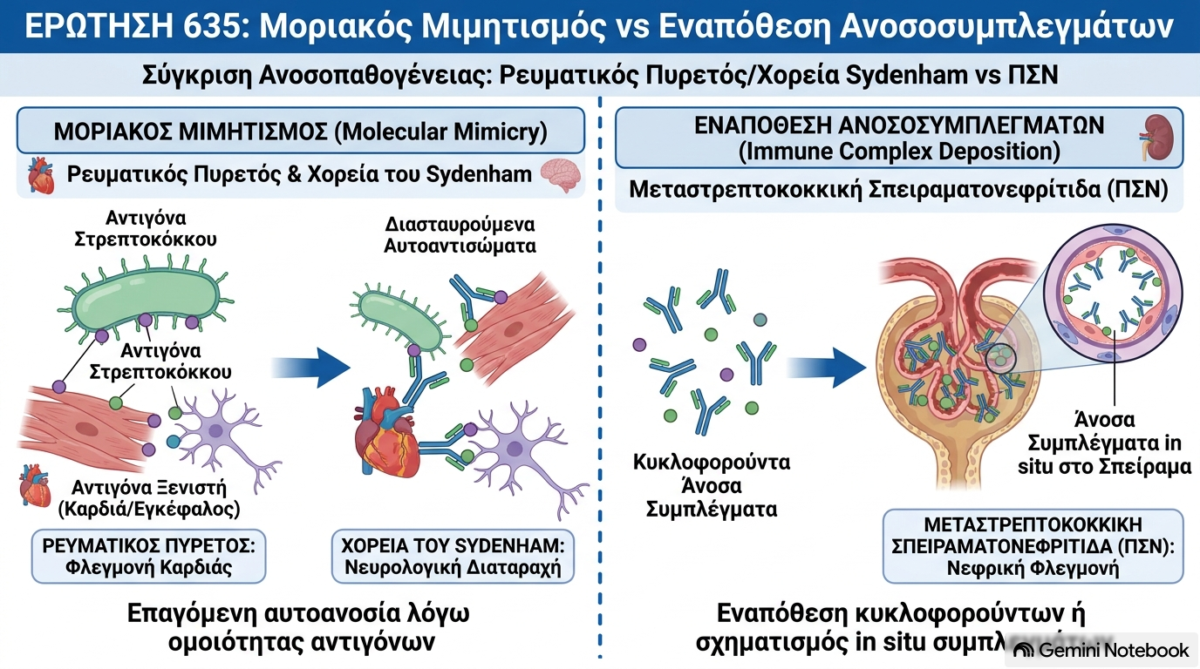 ΕΡΩΤΗΣΗ 635: Μοριακός Μιμητισμός vs Εναπόθεση Ανοσοσυμπλεγμάτων
Σύγκριση Ανοσοπαθογένειας: Ρευματικός Πυρετός/Χορεία Sydenham vs ΠΣΝ
ΜΟΡΙΑΚΟΣ ΜΙΜΗΤΙΣΜΟΣ (Molecular Mimicry)
Ρευματικός Πυρετός & Χορεία του Sydenham
Αντιγόνα
Στρεπτοκόκκου
Διασταυρούμενα
Αυτοαντισώματα
Αντιγόνα
Στρεπτοκόκκου
Αντιγόνα Ξενιστή
(Καρδιά/Εγκέφαλος)
ΡΕΥΜΑΤΙΚΟΣ ΠΥΡΕΤΟΣ:
Φλεγμονή Καρδιάς
ΧΟΡΕΙΑ ΤΟΥ SYDENHAM:
Νευρολογική Διαταραχή
Επαγόμενη αυτοανοσία λόγω
ομοιότητας αντιγόνων
ΕΝΑΠΟΘΕΣΗ ΑΝΟΣΟΣΥΜΠΛΕΓΜΑΤΩΝ
(Immune Complex Deposition)
Μεταστρεπτοκοκκική Σπειραματονεφρίτιδα (ΠΣΝ)
Κυκλοφορούντα
Άνοσα
Συμπλέγματα
Άνοσα
Συμπλέγματα in
situ στο Σπείραμα
ΜΕΤΑΣΤΡΕΠΤΟΚΟΚΚΙΚΗ
ΣΠΕΙΡΑΜΑΤΟΝΕΦΡΙΤΙΔΑ (ΠΣΝ):
Νεφρική Φλεγμονή
Εναπόθεση κυκλοφορούντων ή
σχηματισμός in situ
Gemini Notebook